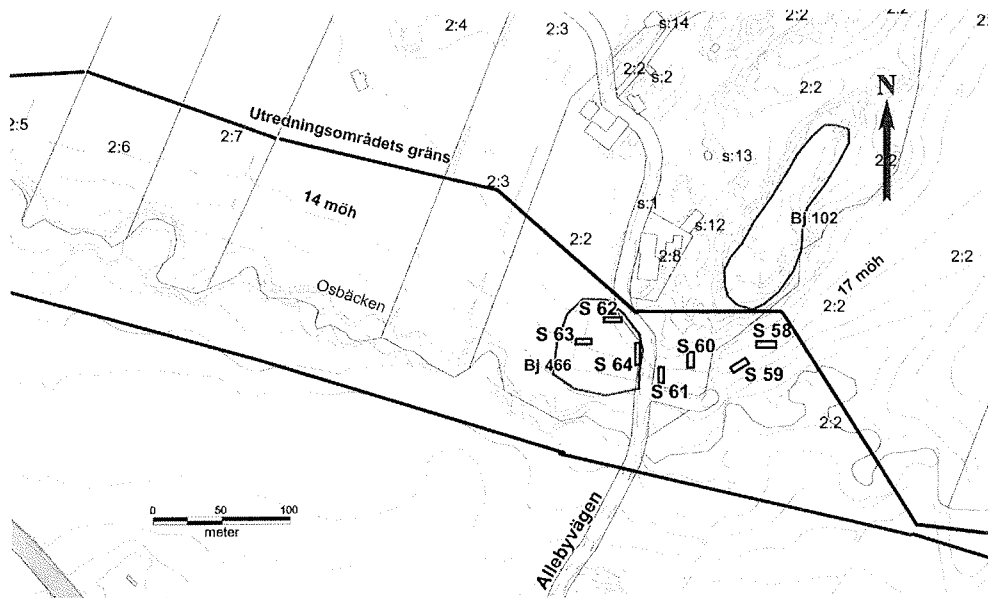 s:14
2:2
2:2
2:4
2:3
2:2
s:2
2:2
N
2:5
2:6
2:7
Utredningsområdets gräns
s:13
2:2
2:3
14 möh
s:1
s:12
Bj 102
2:2
2:8
2:2
17 möh
Osbäcken
2:2
S 62
S 63
S 58
S 60
Bj 466
S 64
S 59
S 61
2:2
0 50 100
meter
Allebyvägen